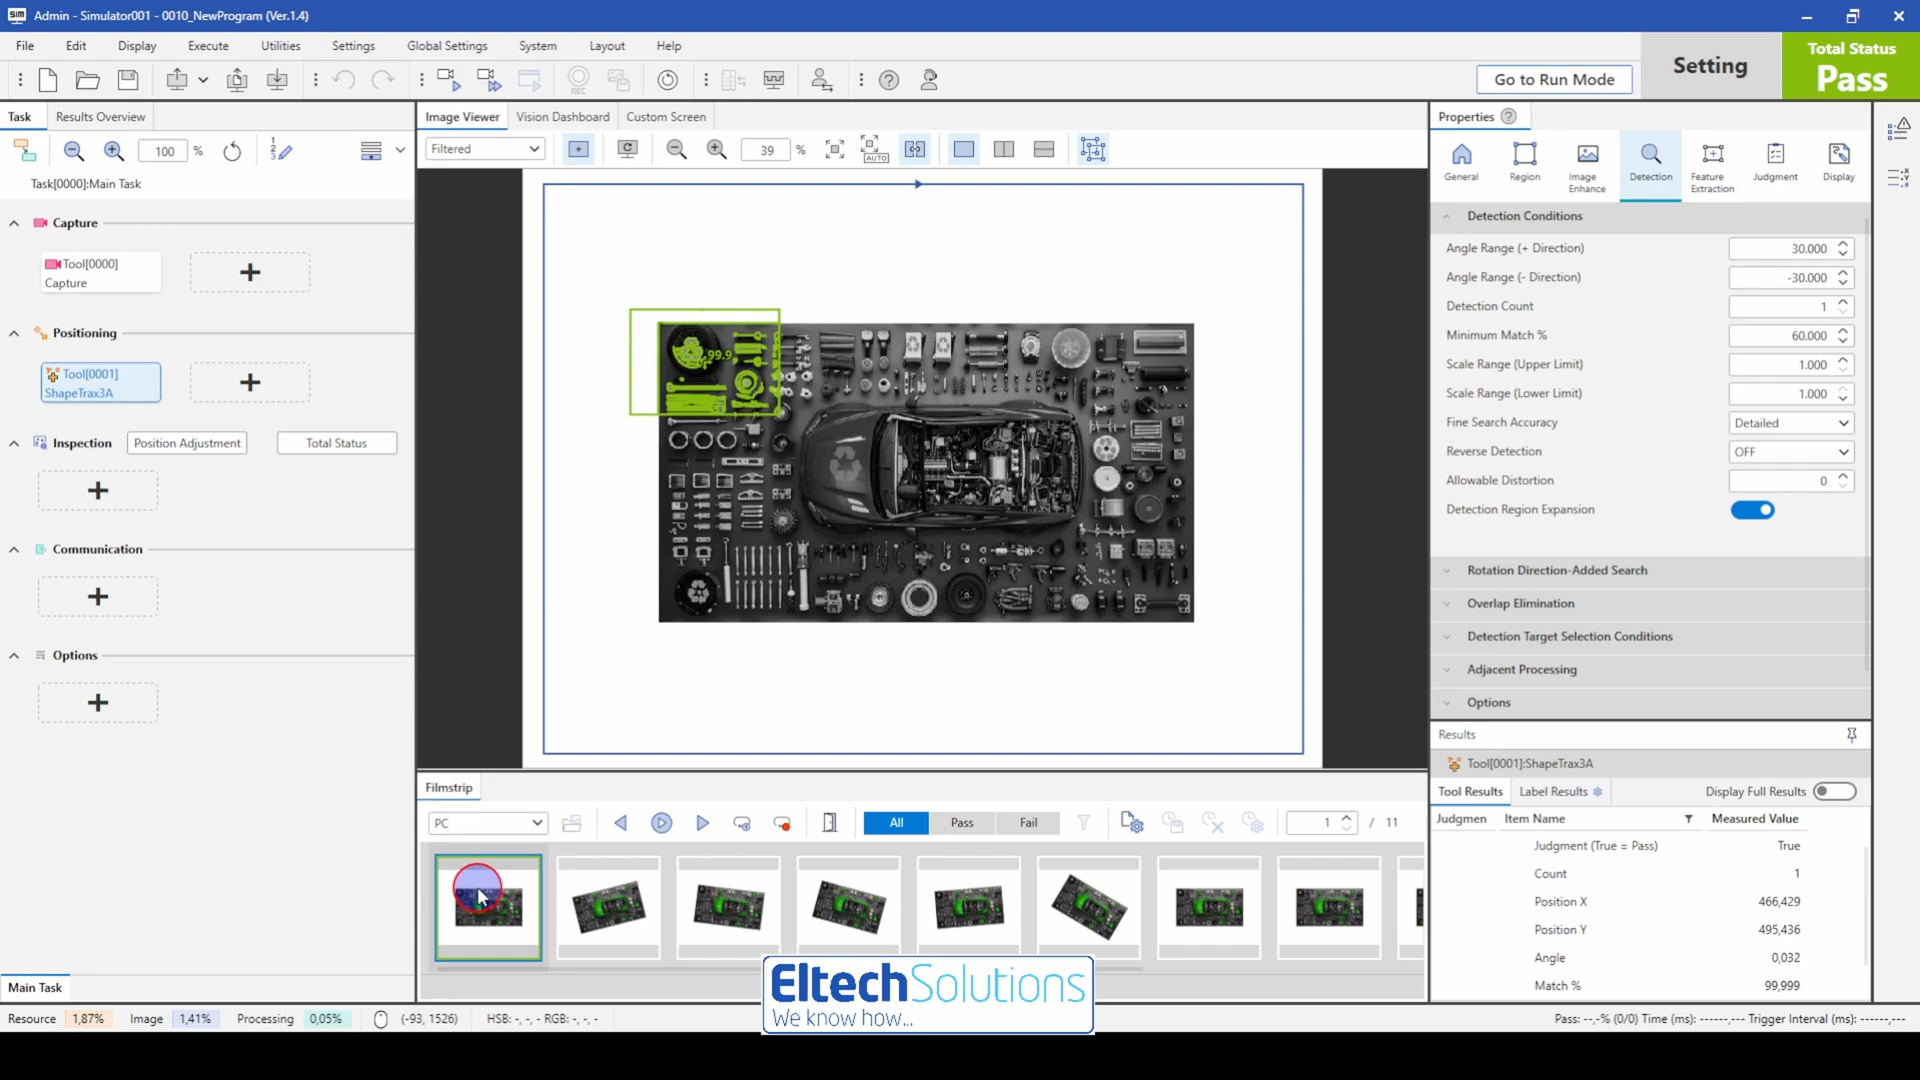 Admin - Simulator001 - 0010_NewProgram (Ver.1.4)
File Edit Display Execute Utilities Settings Global Settings System Layout Help
REC
Go to Run Mode
Setting
Total Status
Pass
Task Results Overview
100 %
Task[0000]:Main Task
Capture
Tool[0000]
Capture
Positioning
Tool[0001]
ShapeTrax3A
Inspection Position Adjustment Total Status
Communication
Options
Main Task
Image Viewer Vision Dashboard Custom Screen
Filtered 39 % AUTO
99.9
Filmstrip
PC All Pass Fail 1 / 11
Properties
General Region Image Enhance Detection Feature Extraction Judgment Display
Detection Conditions
Angle Range (+ Direction) 30.000
Angle Range (- Direction) -30.000
Detection Count 1
Minimum Match % 60.000
Scale Range (Upper Limit) 1.000
Scale Range (Lower Limit) 1.000
Fine Search Accuracy Detailed
Reverse Detection OFF
Allowable Distortion 0
Detection Region Expansion
Rotation Direction-Added Search
Overlap Elimination
Detection Target Selection Conditions
Adjacent Processing
Options
Results
Tool[0001]:ShapeTrax3A
Tool Results Label Results Display Full Results
Judgmen Item Name Measured Value
Judgment (True = Pass) True
Count 1
Position X 466,429
Position Y 495,436
Angle 0,032
Match % 99,999
EltechSolutions
We know how...
Resource 1,87% Image 1,41% Processing 0,05% (-93, 1526) HSB: -, -, - RGB: -, -, -
Pass: --,-% (0/0) Time (ms): ------,--- Trigger Interval (ms): ------,---